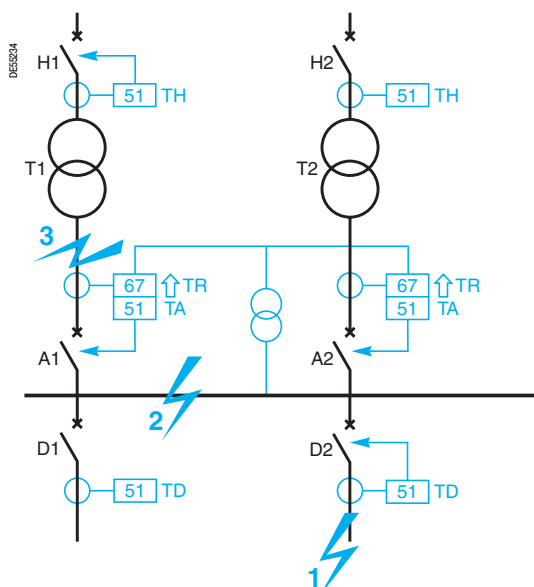 DE55234
H1
51 TH
H2
51 TH
T1
T2
3
67 TR
51 TA
67 TR
51 TA
A1
A2
2
D1
D2
51 TD
51 TD
1